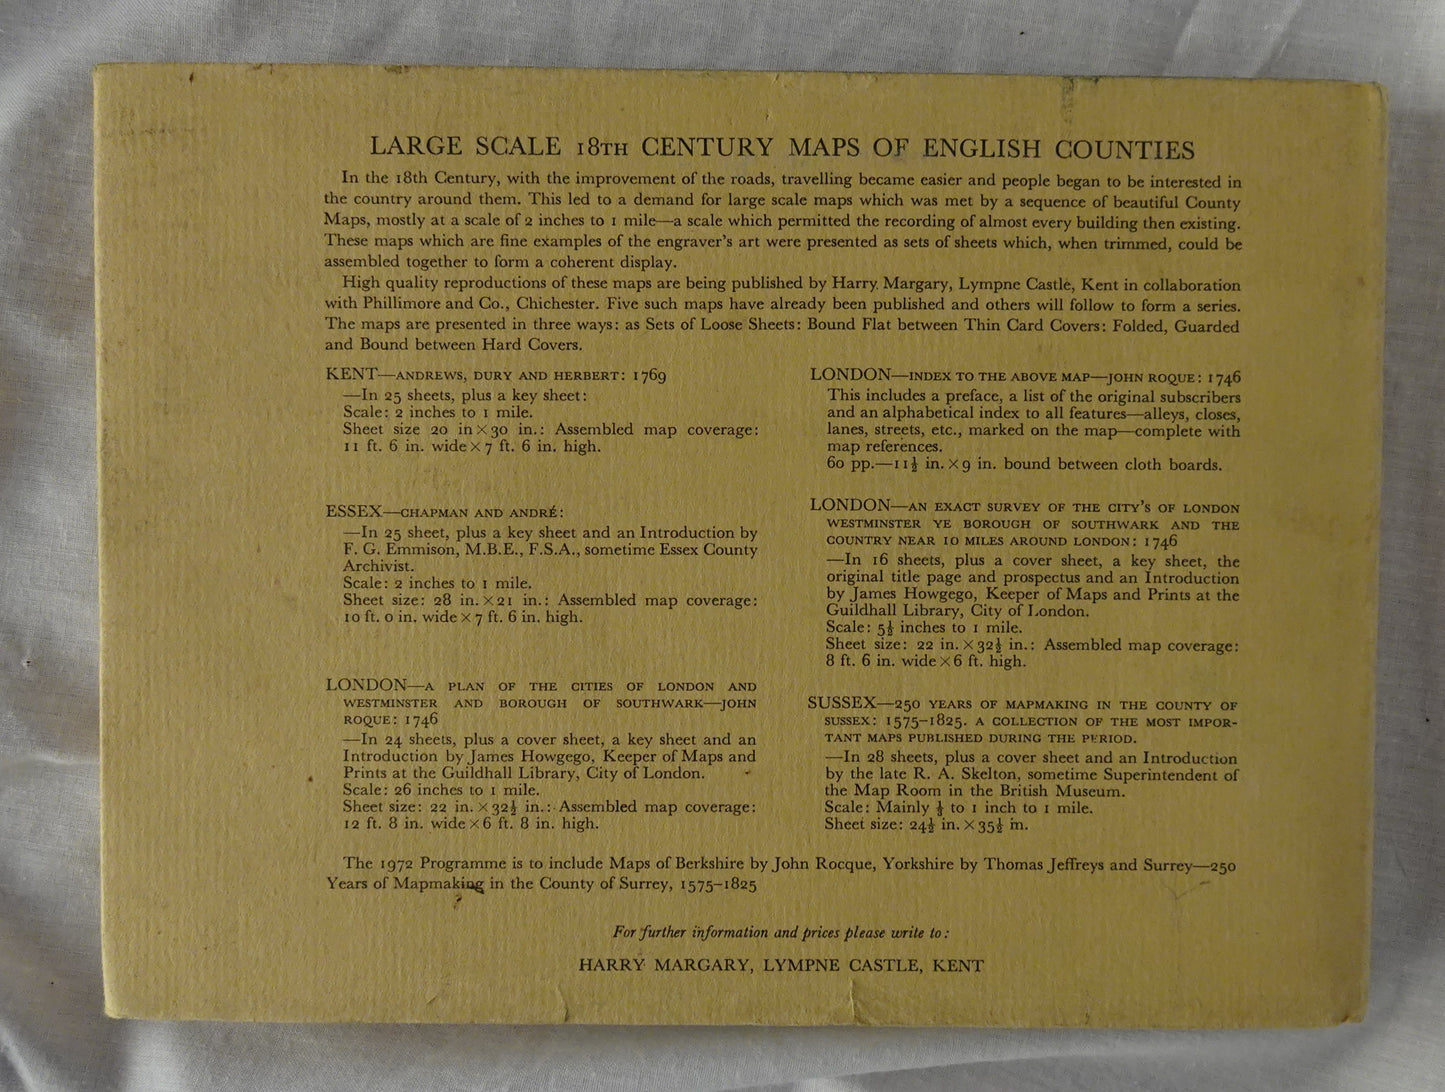 LARGE SCALE 18TH CENTURY MAPS OF ENGLISH COUNTIES
In the 18th Century, with the improvement of the roads, travelling became easier and people began to be interested in
the country around them. This led to a demand for large scale maps which was met by a sequence of beautiful County
Maps, mostly at a scale of 2 inches to 1 mile—a scale which permitted the recording of almost every building then existing.
These maps which are fine examples of the engraver's art were presented as sets of sheets which, when trimmed, could be
assembled together to form a coherent display.
High quality reproductions of these maps are being published by Harry Margary, Lympne Castle, Kent in collaboration
with Phillimore and Co., Chichester. Five such maps have already been published and others will follow to form a series.
The maps are presented in three ways: as Sets of Loose Sheets: Bound Flat between Thin Card Covers: Folded, Guarded
and Bound between Hard Covers.
KENT—ANDREWS, DURY AND HERBERT: 1769
—In 25 sheets, plus a key sheet:
Scale: 2 inches to 1 mile.
Sheet size 20 in × 30 in.: Assembled map coverage:
11 ft. 6 in. wide × 7 ft. 6 in. high.
ESSEX—CHAPMAN AND ANDRÉ:
—In 25 sheet, plus a key sheet and an Introduction by
F. G. Emmison, M.B.E., F.S.A., sometime Essex County
Archivist.
Scale: 2 inches to 1 mile.
Sheet size: 28 in. × 21 in.: Assembled map coverage:
10 ft. 0 in. wide × 7 ft. 6 in. high.
LONDON—A PLAN OF THE CITIES OF LONDON AND
WESTMINSTER AND BOROUGH OF SOUTHWARK—JOHN
ROQUE: 1746
—In 24 sheets, plus a cover sheet, a key sheet and an
Introduction by James Howgego, Keeper of Maps and
Prints at the Guildhall Library, City of London.
Scale: 26 inches to 1 mile.
Sheet size: 22 in. × 32½ in.: Assembled map coverage:
12 ft. 8 in. wide × 6 ft. 8 in. high.
LONDON—INDEX TO THE ABOVE MAP—JOHN ROQUE: 1746
This includes a preface, a list of the original subscribers
and an alphabetical index to all features—alleys, closes,
lanes, streets, etc., marked on the map—complete with
map references.
60 pp.—11½ in. × 9 in. bound between cloth boards.
LONDON—AN EXACT SURVEY OF THE CITY'S OF LONDON
WESTMINSTER YE BOROUGH OF SOUTHWARK AND THE
COUNTRY NEAR 10 MILES AROUND LONDON: 1746
—In 16 sheets, plus a cover sheet, a key sheet, the
original title page and prospectus and an Introduction
by James Howgego, Keeper of Maps and Prints at the
Guildhall Library, City of London.
Scale: 5½ inches to 1 mile.
Sheet size: 22 in. × 32½ in.: Assembled map coverage:
8 ft. 6 in. wide × 6 ft. high.
SUSSEX—250 YEARS OF MAPMAKING IN THE COUNTY OF
SUSSEX: 1575–1825. A COLLECTION OF THE MOST IMPOR-
TANT MAPS PUBLISHED DURING THE PERIOD.
—In 28 sheets, plus a cover sheet and an Introduction
by the late R. A. Skelton, sometime Superintendent of
the Map Room in the British Museum.
Scale: Mainly ½ to 1 inch to 1 mile.
Sheet size: 24½ in. × 35½ in.
The 1972 Programme is to include Maps of Berkshire by John Rocque, Yorkshire by Thomas Jeffreys and Surrey—250
Years of Mapmaking in the County of Surrey, 1575–1825
For further information and prices please write to:
HARRY MARGARY, LYMPNE CASTLE, KENT